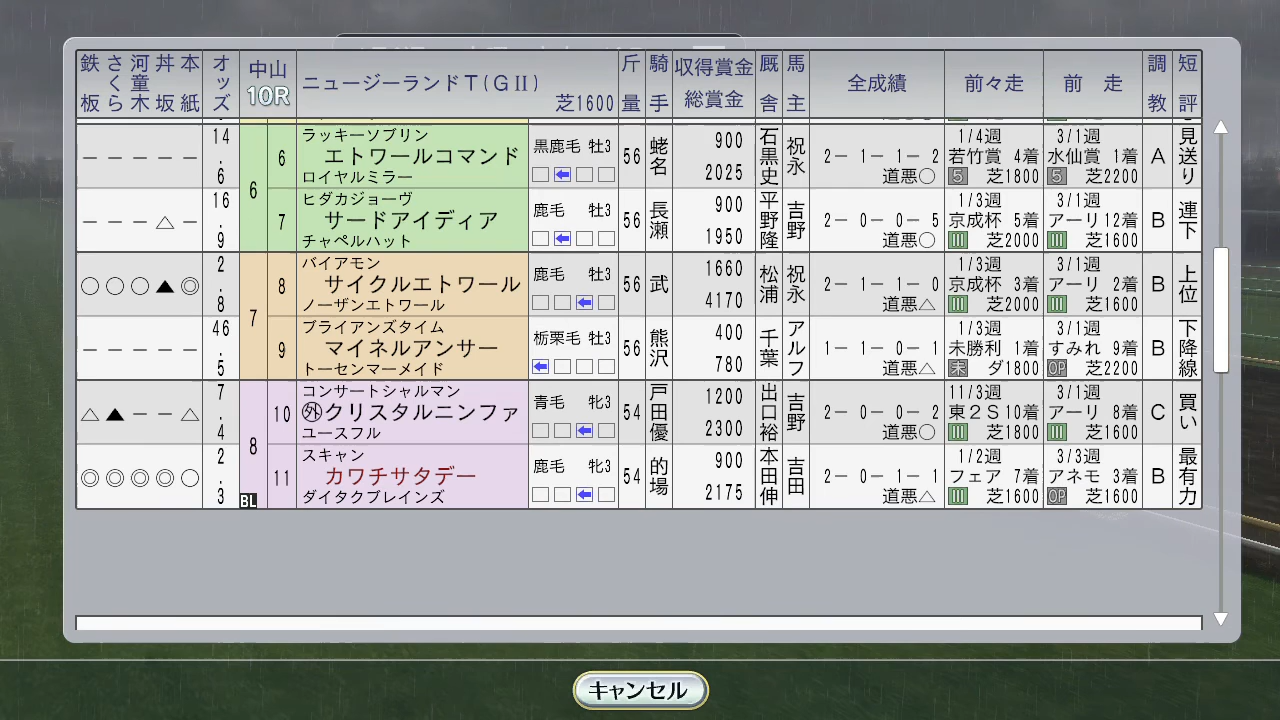 鉄板 さくら 河童木 丼坂 本紙 オッズ 中山10R ニュージーランドT(GⅡ) 芝1600 斤量 騎手 収得賞金 総賞金 厩舎 馬主 全成績 前々走 前 走 調教 短評
6
－ － － － － 14.6 6 ラッキーソブリン
エトワールコマンド
ロイヤルミラー
黒鹿毛 牡3 56 蛯名 900 2025 石黒史 祝永 2－ 1－ 1－ 2 道悪○ 1/4週 若竹賞 4着 5 芝1800 3/1週 水仙賞 1着 5 芝2200 A 見送り
－ － － △ － 16.9 7 ヒダカジョーヴ
サードアイディア
チャペルハット
鹿毛 牡3 56 長瀬 900 1950 平野隆 吉野 2－ 0－ 0－ 5 道悪○ 1/3週 京成杯 5着 Ⅲ 芝2000 3/1週 アーリ 12着 Ⅲ 芝1600 B 連下
7
○ ○ ○ ▲ ◎ 2.8 8 バイアモン
サイクルエトワール
ノーザンエトワール
鹿毛 牡3 56 武 1660 4170 松浦 祝永 2－ 1－ 1－ 0 道悪△ 1/3週 京成杯 3着 Ⅲ 芝2000 3/1週 アーリ 2着 Ⅲ 芝1600 B 上位
－ － － － － 46.5 9 ブライアンズタイム
マイネルアンサー
トーセンマーメイド
栃栗毛 牡3 56 熊沢 400 780 千葉 アルフ 1－ 1－ 0－ 1 道悪△ 1/3週 未勝利 1着 未 ダ1800 3/1週 すみれ 9着 OP 芝2200 B 下降線
8
△ ▲ － － △ 7.4 10 コンサートシャルマン
外クリスタルニンファ
ユースフル
青毛 牝3 54 戸田優 1200 2300 出口裕 吉野 2－ 0－ 0－ 2 道悪○ 11/3週 東2S 10着 Ⅲ 芝1800 3/1週 アーリ 8着 Ⅲ 芝1600 C 買い
◎ ◎ ◎ ◎ ○ 2.3 BL 11 スキャン
カワチサタデー
ダイタクブレインズ
鹿毛 牝3 54 的場 900 2175 本田伸 吉田 2－ 0－ 1－ 1 道悪△ 1/2週 フェア 7着 Ⅲ 芝1600 3/3週 アネモ 3着 OP 芝1600 B 最有力
キャンセル